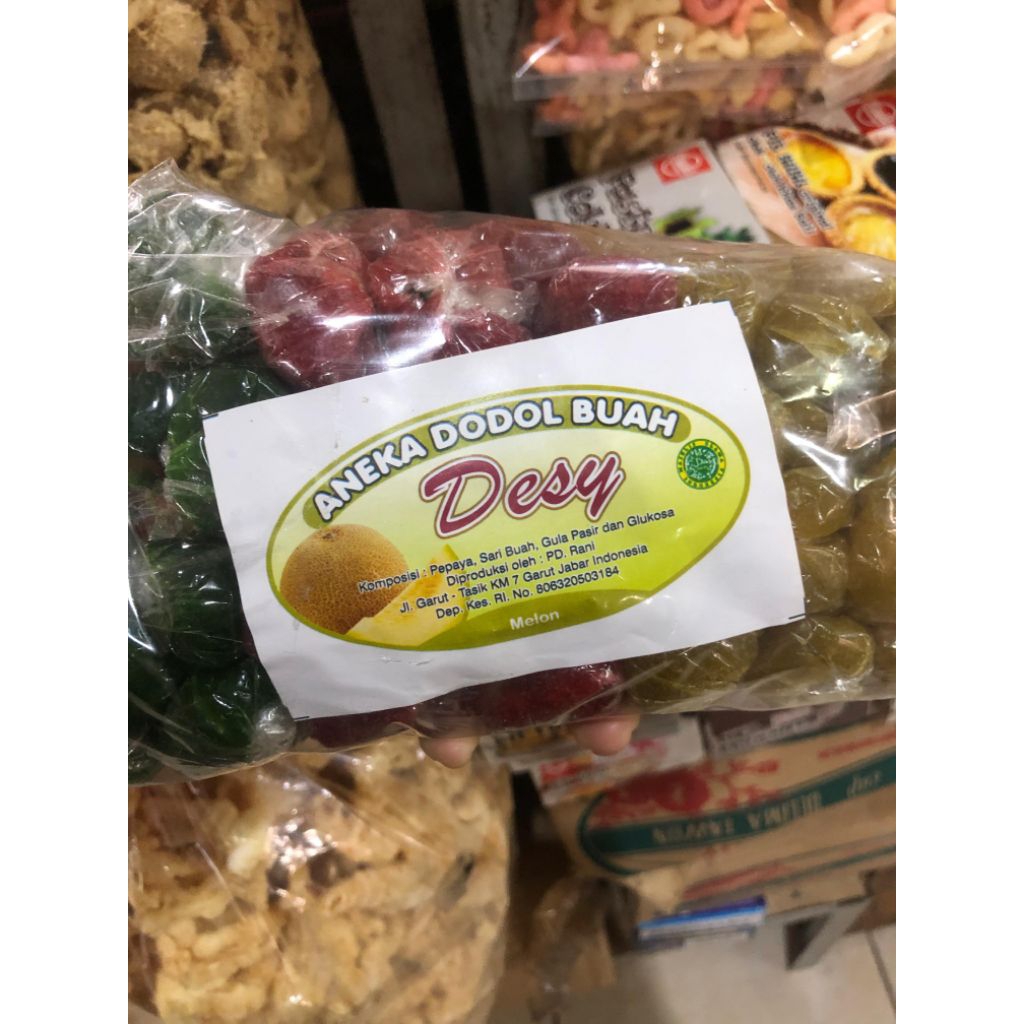 ANEKA DODOL BUAH
Desy
Komposisi : Pepaya, Sari Buah, Gula Pasir dan Glukosa
Diproduksi oleh : PD. Rani
Jl. Garut - Tasik KM 7 Garut Jabar Indonesia
Dep. Kes. RI. No. 806320503184
Melon